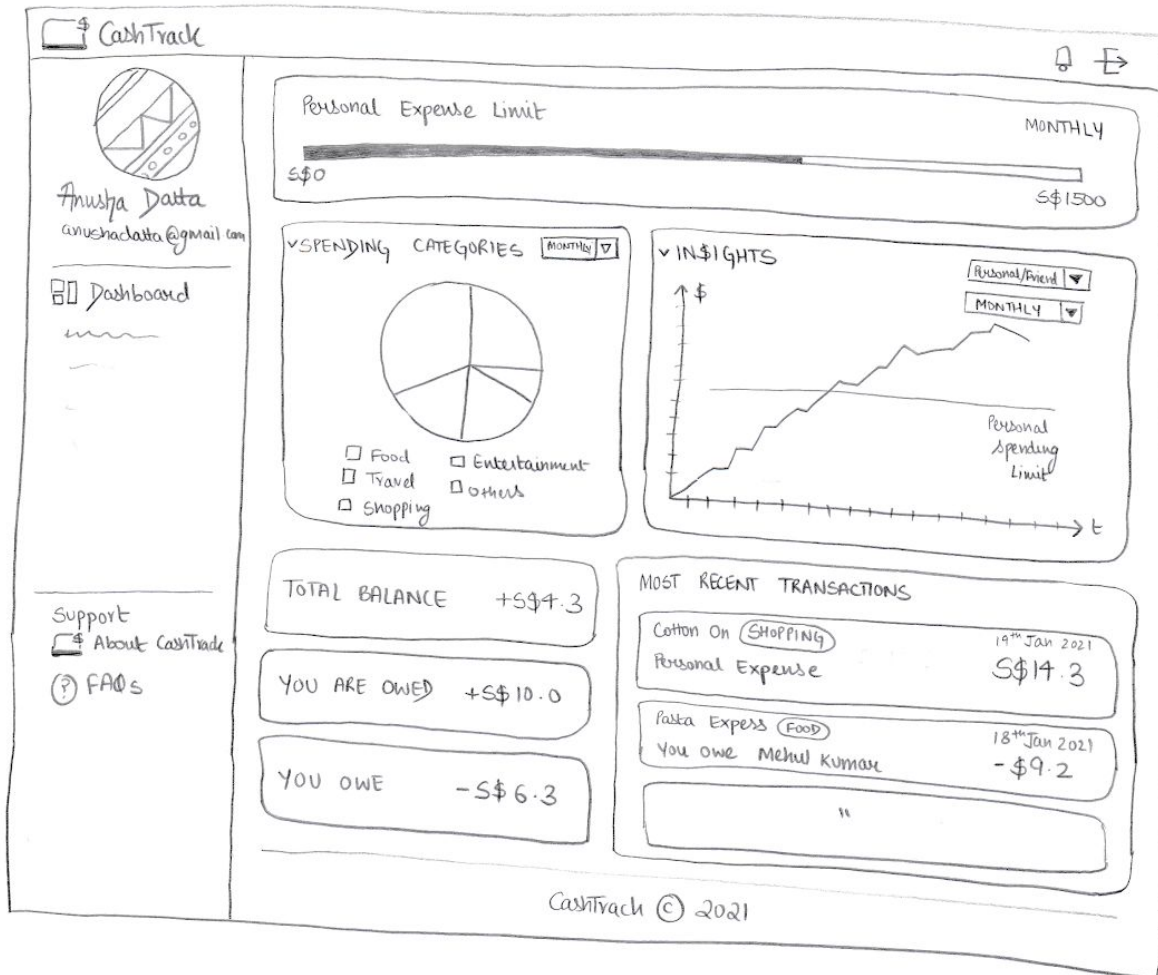 $ CashTrack
Anusha Datta
anushadatta@gmail.com
Dashboard
Support
$ About CashTrack
? FAQs
Personal Expense Limit
MONTHLY
S$0
S$1500
SPENDING CATEGORIES MONTHLY
Food
Travel
Shopping
Entertainment
Others
IN$IGHTS
Personal/Friend
MONTHLY
$
Personal
Spending
Limit
t
TOTAL BALANCE +S$4.3
YOU ARE OWED +S$10.0
YOU OWE -S$6.3
MOST RECENT TRANSACTIONS
Cotton On SHOPPING 19th Jan 2021
Personal Expense S$14.3
Pasta Expess FOOD 18th Jan 2021
You owe Mehul Kumar -$9.2
"
CashTrack © 2021